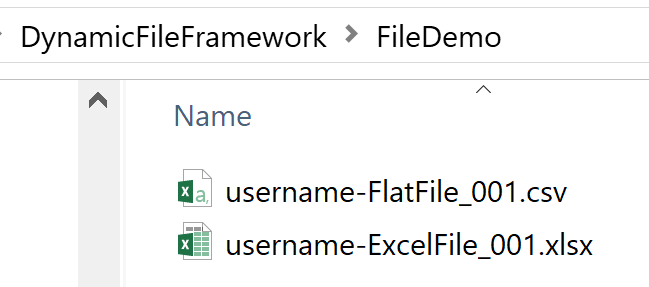 DynamicFileFramework > FileDemo
Name
username-FlatFile_001.csv
username-ExcelFile_001.xlsx